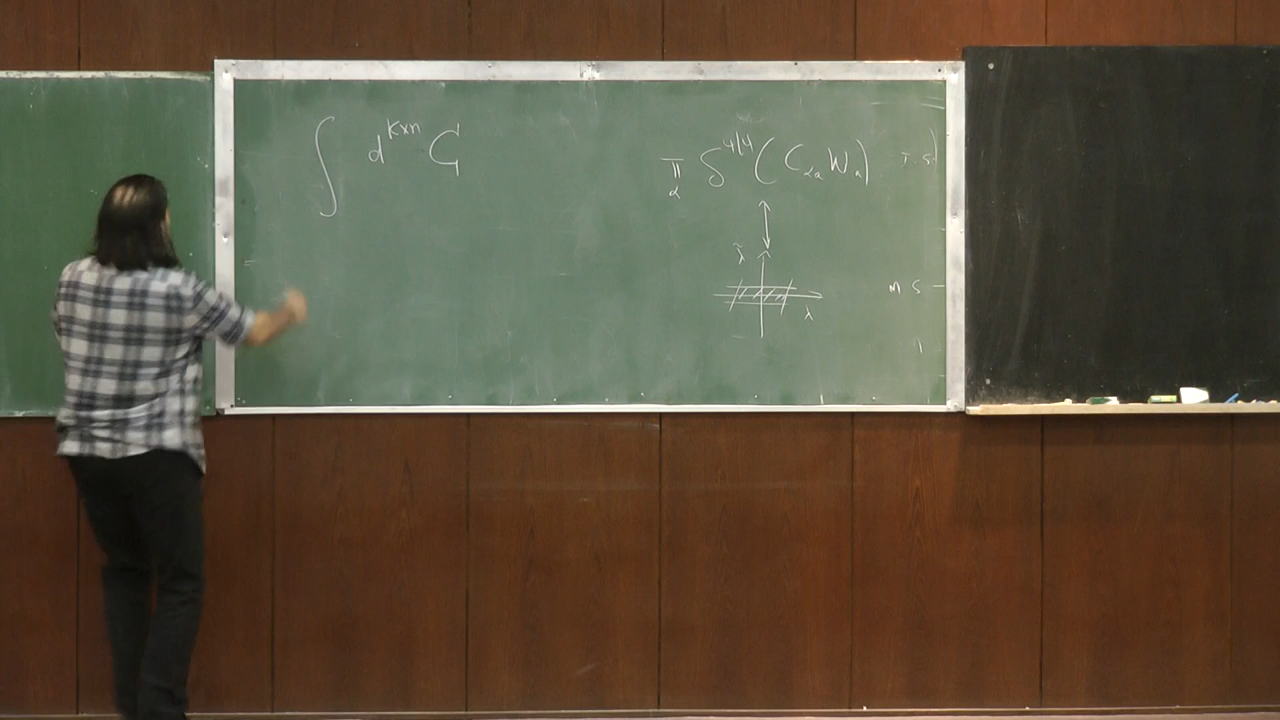 ∫ d^{k×n} C   ∏_α δ^{4|4} ( C_{αa} W_a )
λ̃
λ